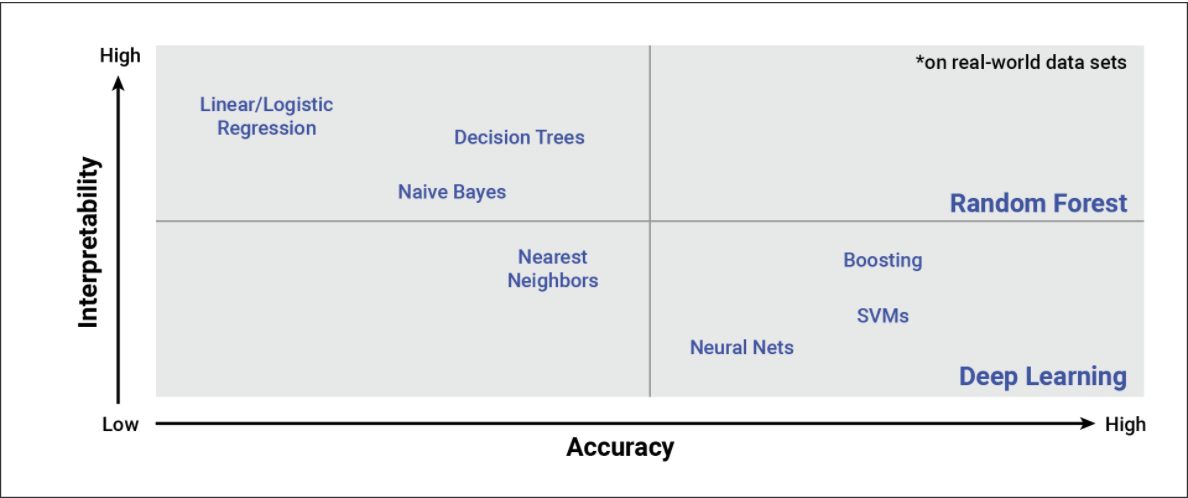 High
*on real-world data sets
Linear/Logistic
Regression
Decision Trees
Naive Bayes
Random Forest
Interpretability
Nearest
Neighbors
Boosting
SVMs
Neural Nets
Deep Learning
Low
High
Accuracy